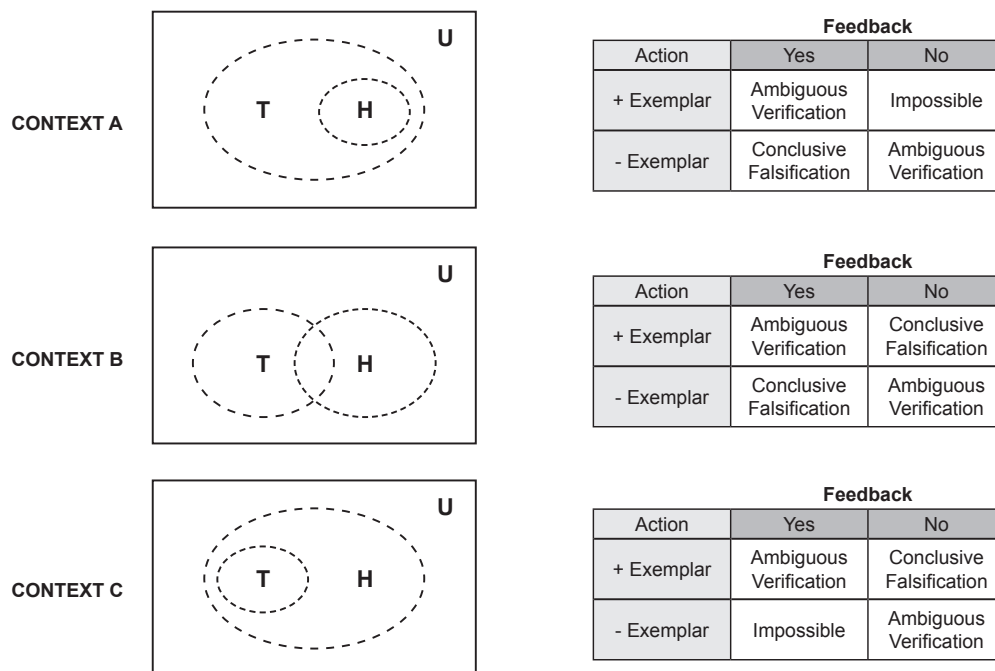 CONTEXT A
U
T
H
Feedback
Action Yes No
+ Exemplar Ambiguous Verification Impossible
- Exemplar Conclusive Falsification Ambiguous Verification
CONTEXT B
U
T
H
Feedback
Action Yes No
+ Exemplar Ambiguous Verification Conclusive Falsification
- Exemplar Conclusive Falsification Ambiguous Verification
CONTEXT C
U
T
H
Feedback
Action Yes No
+ Exemplar Ambiguous Verification Conclusive Falsification
- Exemplar Impossible Ambiguous Verification